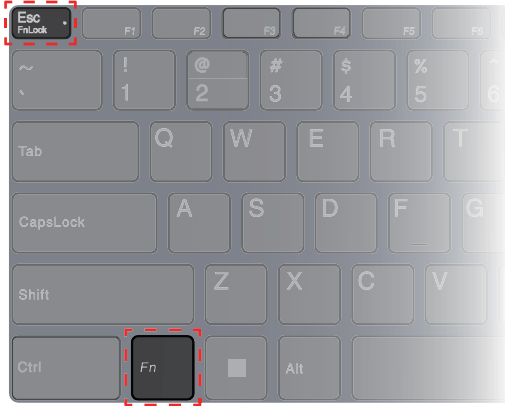 Esc
FnLock
F1 F2 F3 F4 F5 F6
~ ! @ # $ % ^
` 1 2 3 4 5 6
Tab Q W E R T
CapsLock A S D F G
Shift Z X C V
Ctrl Fn Alt